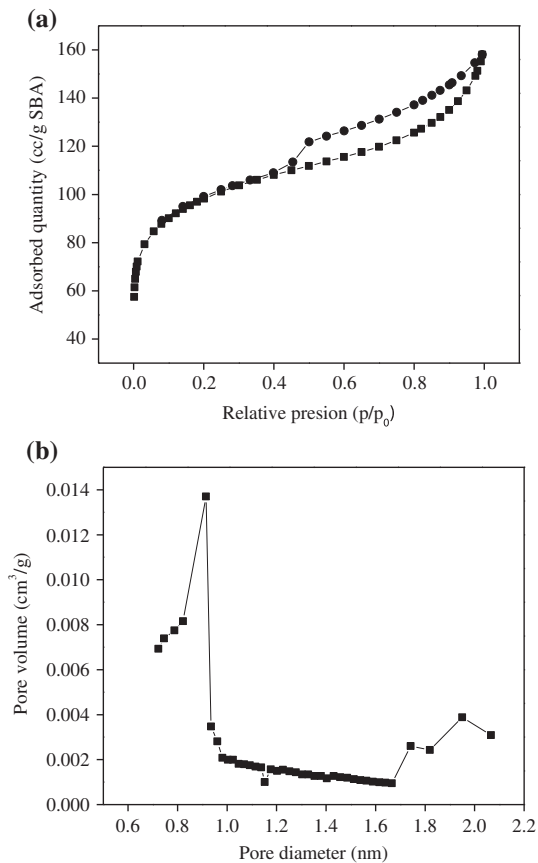 (a)
160
140
120
100
80
60
40
Adsorbed quantity (cc/g SBA)
0.0 0.2 0.4 0.6 0.8 1.0
Relative presion (p/p₀)
(b)
0.014
0.012
0.010
0.008
0.006
0.004
0.002
0.000
Pore volume (cm³/g)
0.6 0.8 1.0 1.2 1.4 1.6 1.8 2.0 2.2
Pore diameter (nm)